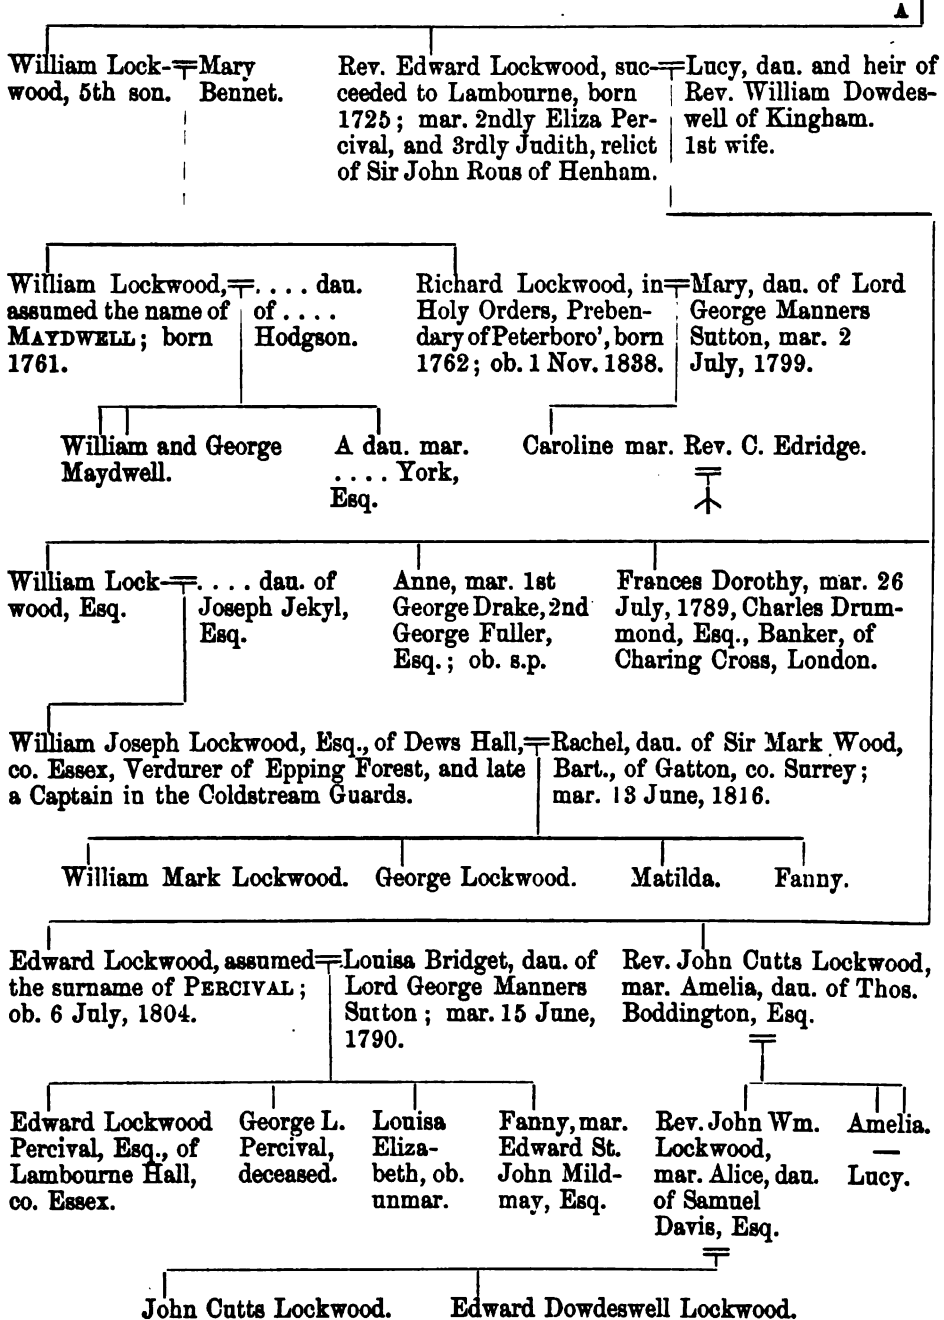 A
William Lock-
wood, 5th son.
Mary
Bennet.
Rev. Edward Lockwood, suc-
ceeded to Lambourne, born
1725; mar. 2ndly Eliza Per-
cival, and 3rdly Judith, relict
of Sir John Rous of Henham.
Lucy, dau. and heir of
Rev. William Dowdes-
well of Kingham.
1st wife.
William Lockwood,
assumed the name of
MAYDWELL; born
1761.
. . . . dau.
of . . . .
Hodgson.
Richard Lockwood, in
Holy Orders, Preben-
dary of Peterboro', born
1762; ob. 1 Nov. 1838.
Mary, dau. of Lord
George Manners
Sutton, mar. 2
July, 1799.
William and George
Maydwell.
A dau. mar.
. . . . York,
Esq.
Caroline mar. Rev. C. Edridge.
William Lock-
wood, Esq.
. . . . dau. of
Joseph Jekyl,
Esq.
Anne, mar. 1st
George Drake, 2nd
George Fuller,
Esq.; ob. s.p.
Frances Dorothy, mar. 26
July, 1789, Charles Drum-
mond, Esq., Banker, of
Charing Cross, London.
William Joseph Lockwood, Esq., of Dews Hall,
co. Essex, Verdurer of Epping Forest, and late
a Captain in the Coldstream Guards.
Rachel, dau. of Sir Mark Wood,
Bart., of Gatton, co. Surrey;
mar. 13 June, 1816.
William Mark Lockwood.
George Lockwood.
Matilda.
Fanny.
Edward Lockwood, assumed
the surname of PERCIVAL;
ob. 6 July, 1804.
Louisa Bridget, dau. of
Lord George Manners
Sutton; mar. 15 June,
1790.
Rev. John Cutts Lockwood,
mar. Amelia, dau. of Thos.
Boddington, Esq.
Edward Lockwood
Percival, Esq., of
Lambourne Hall,
co. Essex.
George L.
Percival,
deceased.
Louisa
Eliza-
beth, ob.
unmar.
Fanny, mar.
Edward St.
John Mild-
may, Esq.
Rev. John Wm.
Lockwood,
mar. Alice, dau.
of Samuel
Davis, Esq.
Amelia.
—
Lucy.
John Cutts Lockwood.
Edward Dowdeswell Lockwood.